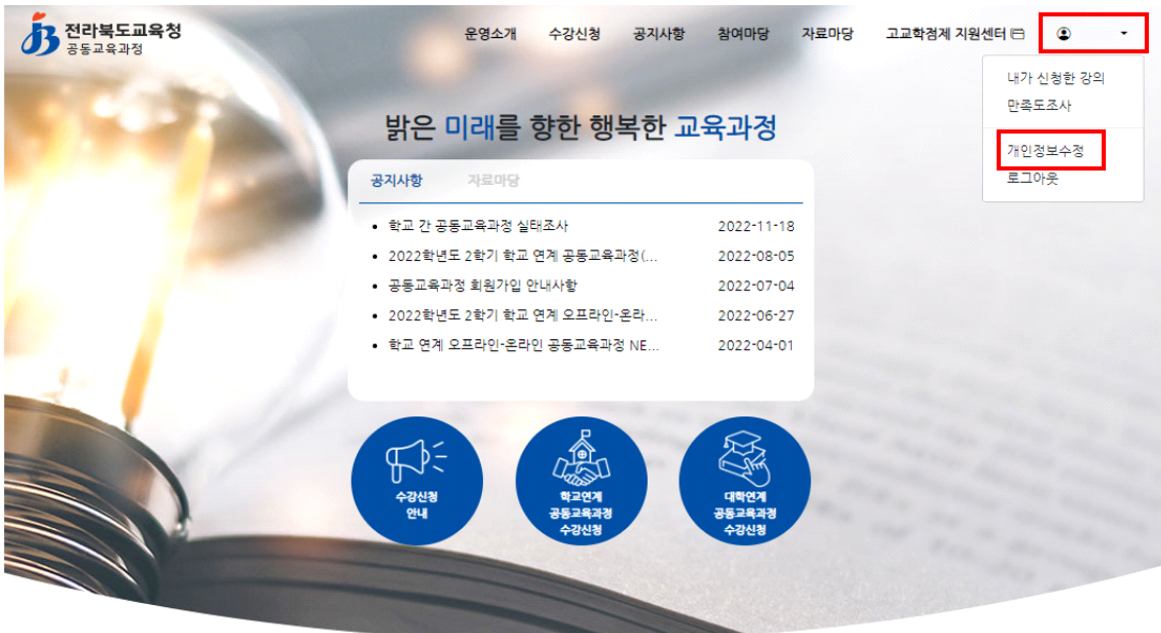 전라북도교육청
공동교육과정
운영소개 수강신청 공지사항 참여마당 자료마당 고교학점제 지원센터
내가 신청한 강의
만족도조사
개인정보수정
로그아웃
밝은 미래를 향한 행복한 교육과정
공지사항 자료마당
학교 간 공동교육과정 실태조사 2022-11-18
2022학년도 2학기 학교 연계 공동교육과정(... 2022-08-05
공동교육과정 회원가입 안내사항 2022-07-04
2022학년도 2학기 학교 연계 오프라인-온라... 2022-06-27
학교 연계 오프라인-온라인 공동교육과정 NE... 2022-04-01
수강신청
안내
학교연계
공동교육과정
수강신청
대학연계
공동교육과정
수강신청